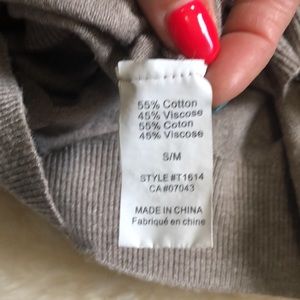 55% Cotton
45% Viscose
55% Coton
45% Viscose
S/M
STYLE #T1614
CA#07043
MADE IN CHINA
Fabriqué en chine